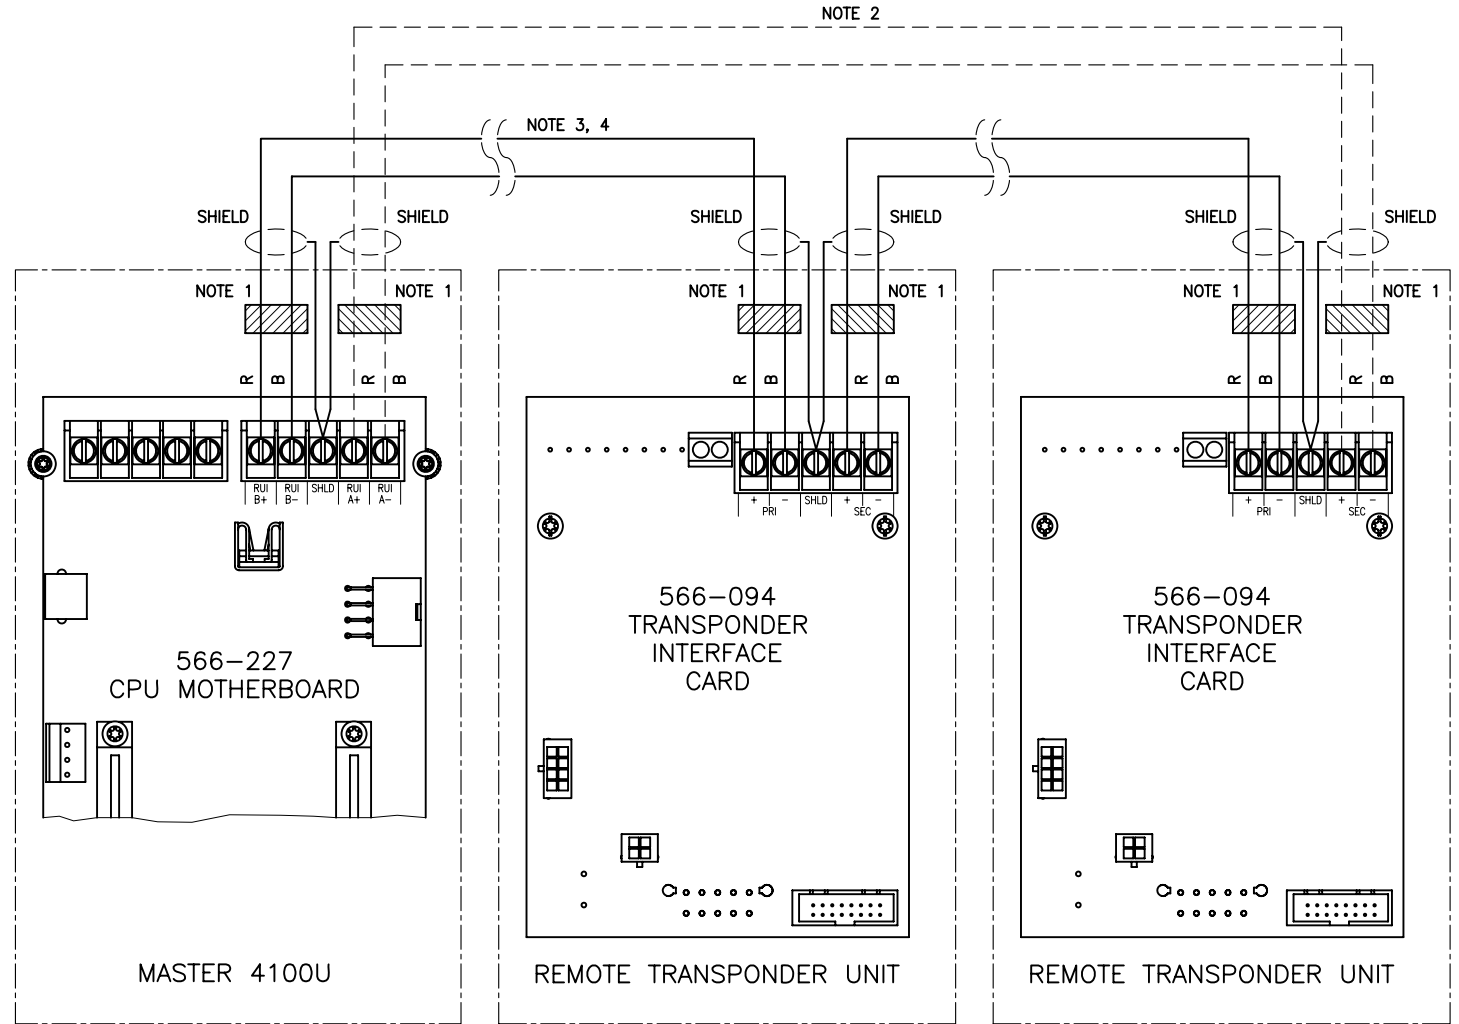 NOTE 2
NOTE 3, 4
SHIELD SHIELD SHIELD SHIELD SHIELD SHIELD
NOTE 1 NOTE 1 NOTE 1 NOTE 1 NOTE 1 NOTE 1
R B R B R B R B R B R B
RUI B+
RUI B-
SHLD
RUI A+
RUI A-
+ - SHLD + -
PRI SEC
+ - SHLD + -
PRI SEC
566-227
CPU MOTHERBOARD
566-094
TRANSPONDER
INTERFACE
CARD
566-094
TRANSPONDER
INTERFACE
CARD
MASTER 4100U
REMOTE TRANSPONDER UNIT
REMOTE TRANSPONDER UNIT